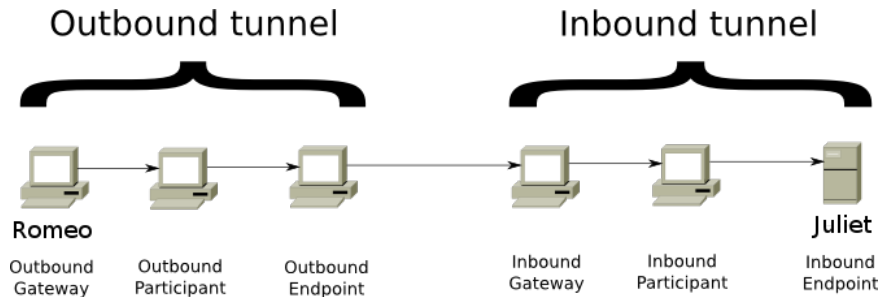 Outbound tunnel
Inbound tunnel
Romeo
Juliet
Outbound
Gateway
Outbound
Participant
Outbound
Endpoint
Inbound
Gateway
Inbound
Participant
Inbound
Endpoint